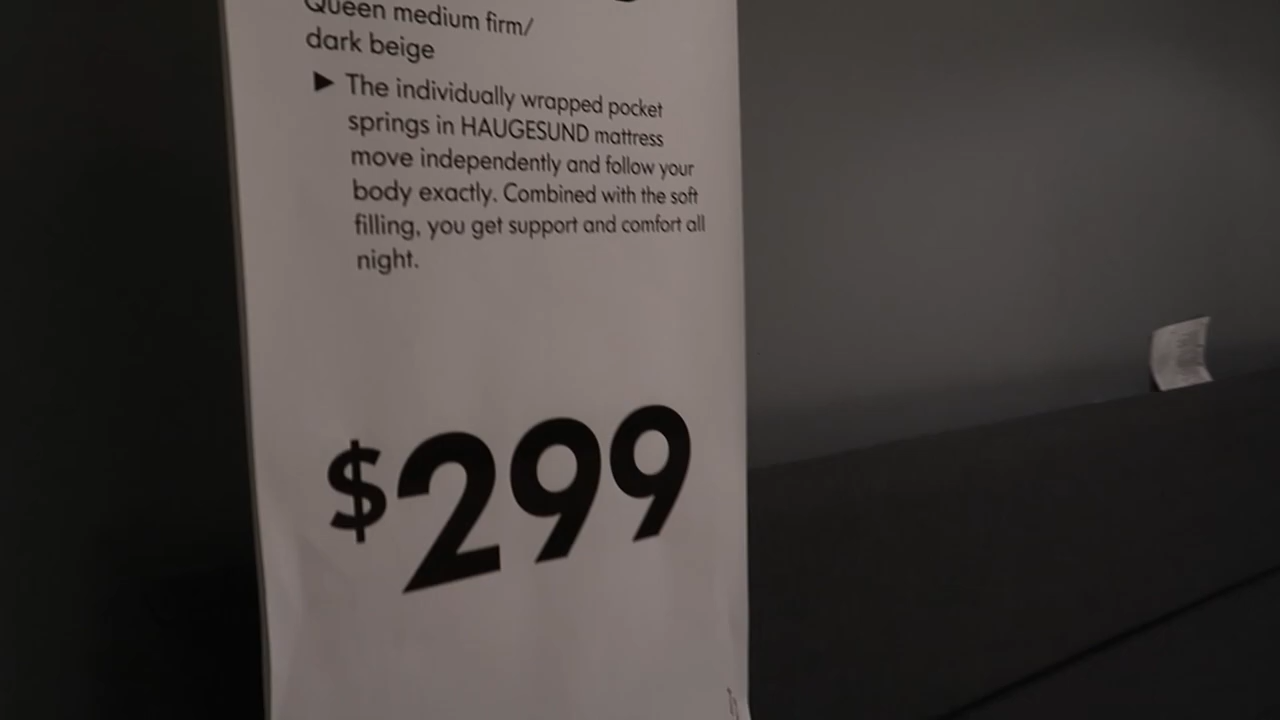 Queen medium firm/
dark beige
▶ The individually wrapped pocket
springs in HAUGESUND mattress
move independently and follow your
body exactly. Combined with the soft
filling, you get support and comfort all
night.
$299